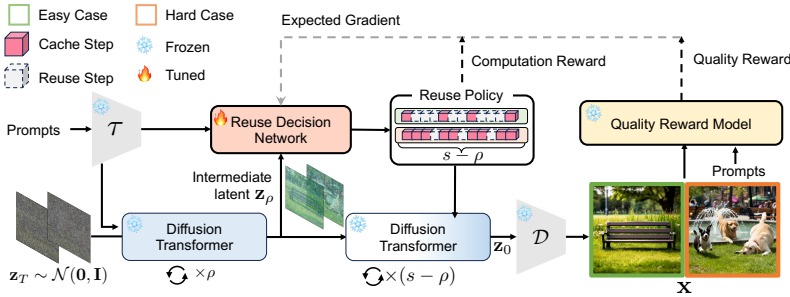 Easy Case
Hard Case
Cache Step
Frozen
Reuse Step
Tuned
Expected Gradient
Computation Reward
Quality Reward
Reuse Policy
Prompts
𝒯
Reuse Decision
Network
s − ρ
Quality Reward Model
Prompts
Intermediate
latent z_ρ
Diffusion
Transformer
Diffusion
Transformer
z_0
𝒟
z_T ∼ 𝒩(0, I)
×ρ
×(s − ρ)
x